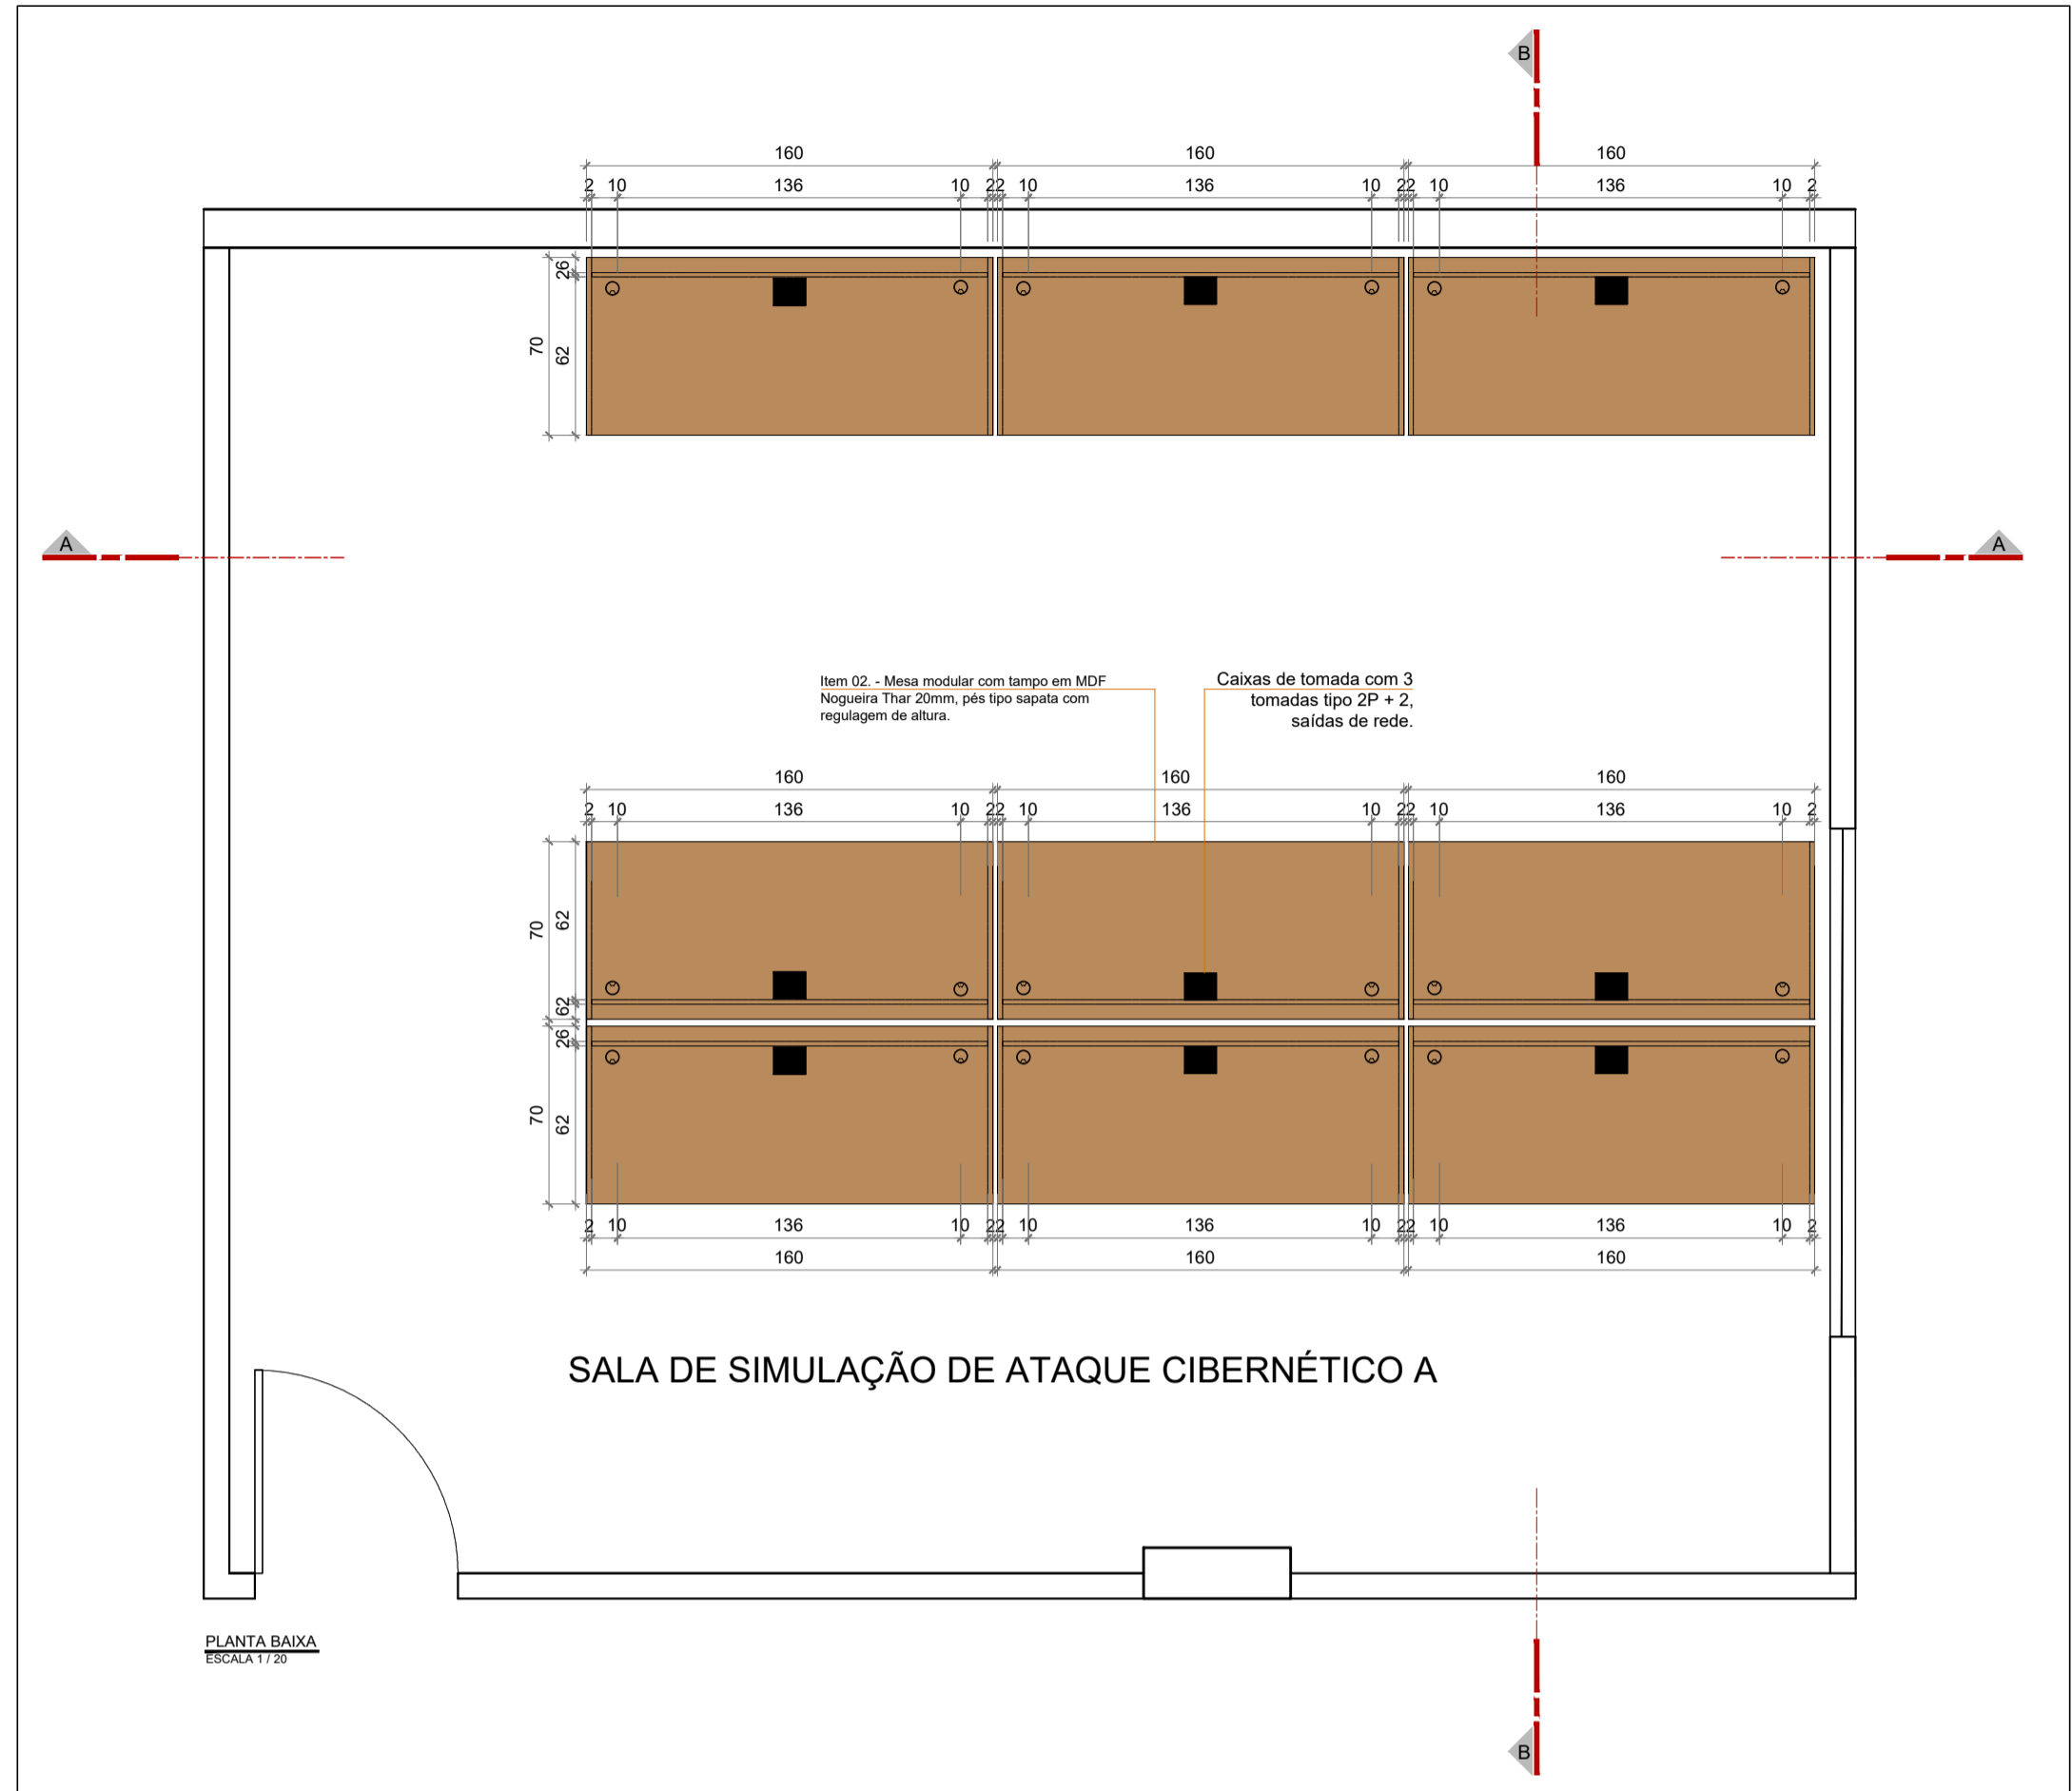 B
160 160 160
2 10 136 10 22 10 136 10 22 10 136 10 2
26
70 62
A A
Item 02. - Mesa modular com tampo em MDF
Nogueira Thar 20mm, pés tipo sapata com
regulagem de altura.
Caixas de tomada com 3
tomadas tipo 2P + 2,
saídas de rede.
160 160 160
2 10 136 10 22 10 136 10 22 10 136 10 2
70 62
62
26
70 62
2 10 136 10 22 10 136 10 22 10 136 10 2
160 160 160
SALA DE SIMULAÇÃO DE ATAQUE CIBERNÉTICO A
PLANTA BAIXA
ESCALA 1 / 20
B